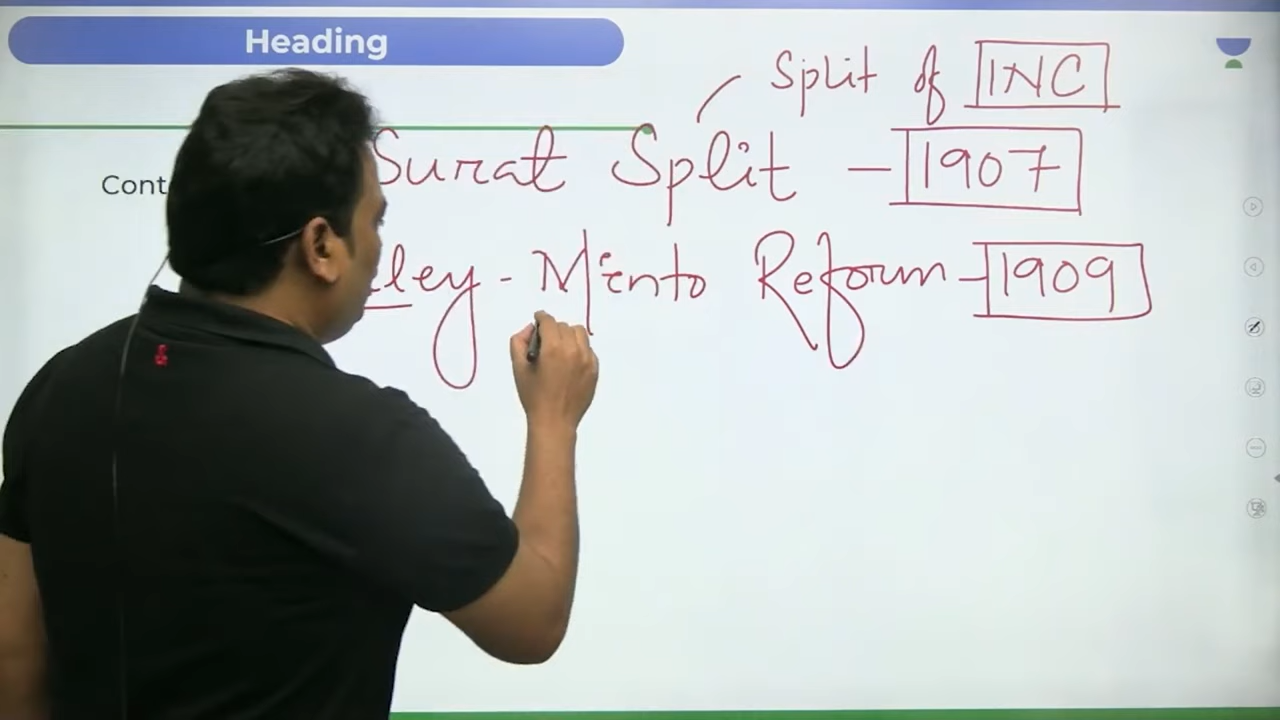 Heading
Split of INC
Cont
Surat Split - 1907
ley - Minto Reform - 1909